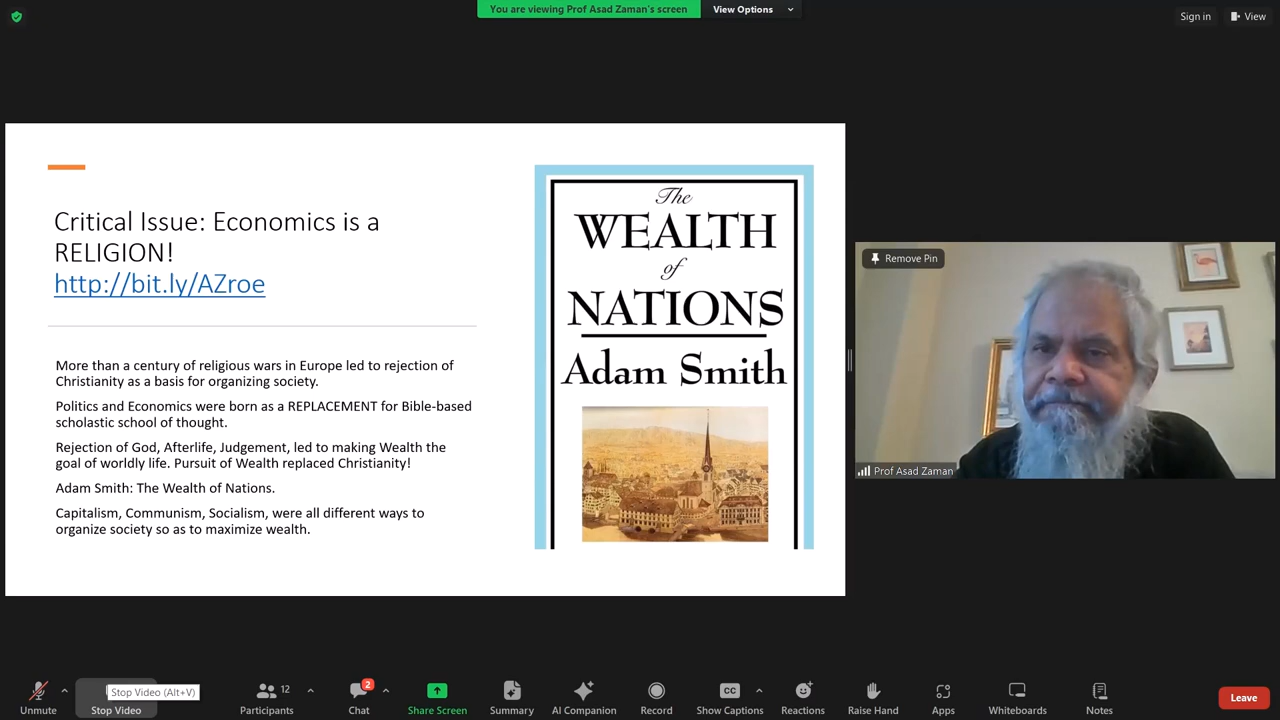 You are viewing Prof Asad Zaman's screen
View Options
Sign in
View
Critical Issue: Economics is a
RELIGION!
http://bit.ly/AZroe
More than a century of religious wars in Europe led to rejection of
Christianity as a basis for organizing society.
Politics and Economics were born as a REPLACEMENT for Bible-based
scholastic school of thought.
Rejection of God, Afterlife, Judgement, led to making Wealth the
goal of worldly life. Pursuit of Wealth replaced Christianity!
Adam Smith: The Wealth of Nations.
Capitalism, Communism, Socialism, were all different ways to
organize society so as to maximize wealth.
The
WEALTH
of
NATIONS
Adam Smith
Remove Pin
Prof Asad Zaman
Stop Video (Alt+V)
12
2
CC
Unmute
Stop Video
Participants
Chat
Share Screen
Summary
AI Companion
Record
Show Captions
Reactions
Raise Hand
Apps
Whiteboards
Notes
Leave